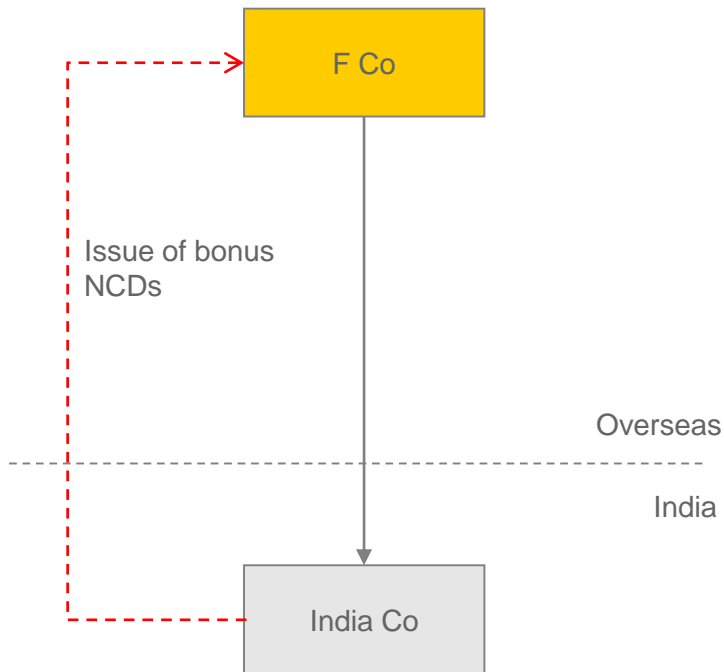 F Co
Issue of bonus
NCDs
Overseas
India
India Co